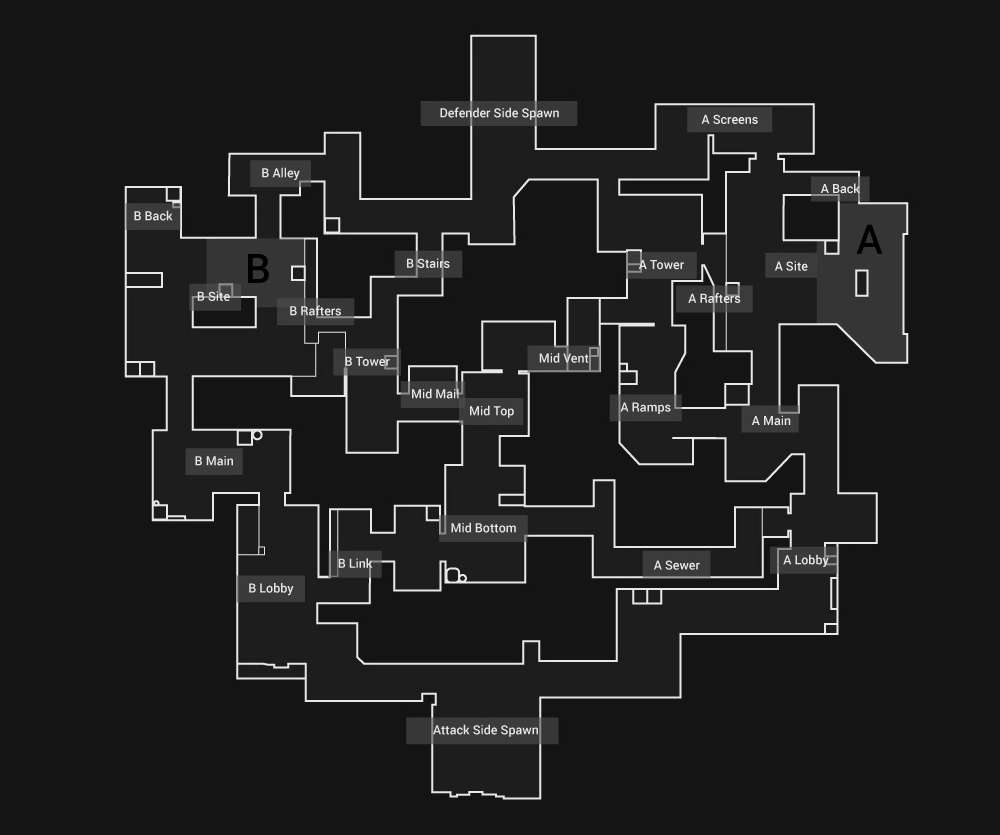 Defender Side Spawn
A Screens
B Alley
A Back
B Back
A
B Stairs
A Tower
A Site
B
B Site
A Rafters
B Rafters
Mid Vent
B Tower
Mid Mail
A Ramps
Mid Top
A Main
B Main
Mid Bottom
A Lobby
B Link
A Sewer
B Lobby
Attack Side Spawn